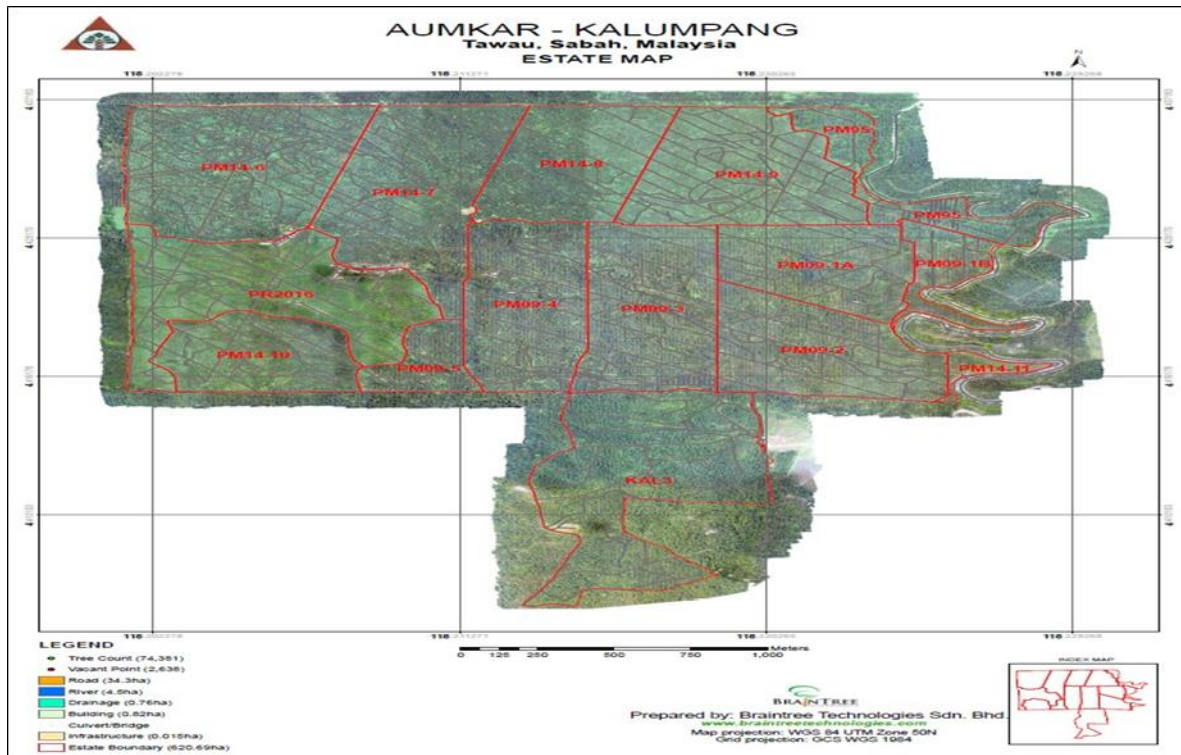 AUMKAR - KALUMPANG
Tawau, Sabah, Malaysia
ESTATE MAP
N
PM95
PM14-6
PM14-8
PM14-7
PM14-9
PM95
PM09-1A
PM09-1B
PR2016
PM09-4
PM09-3
PM14-10
PM09-2
PM09-5
PM14-11
KAL3
LEGEND
Tree Count (74,381)
Vacant Point (2,638)
Road (34.3ha)
River (4.5ha)
Drainage (0.76ha)
Building (0.82ha)
Culvert/Bridge
Infrastructure (0.015ha)
Estate Boundary (620.69ha)
Meters
0 125 250 500 750 1,000
INDEX MAP
BRAINTREE
Prepared by: Braintree Technologies Sdn. Bhd.
www.braintreetechnologies.com
Map projection: WGS 84 UTM Zone 50N
Grid projection: GCS WGS 1984